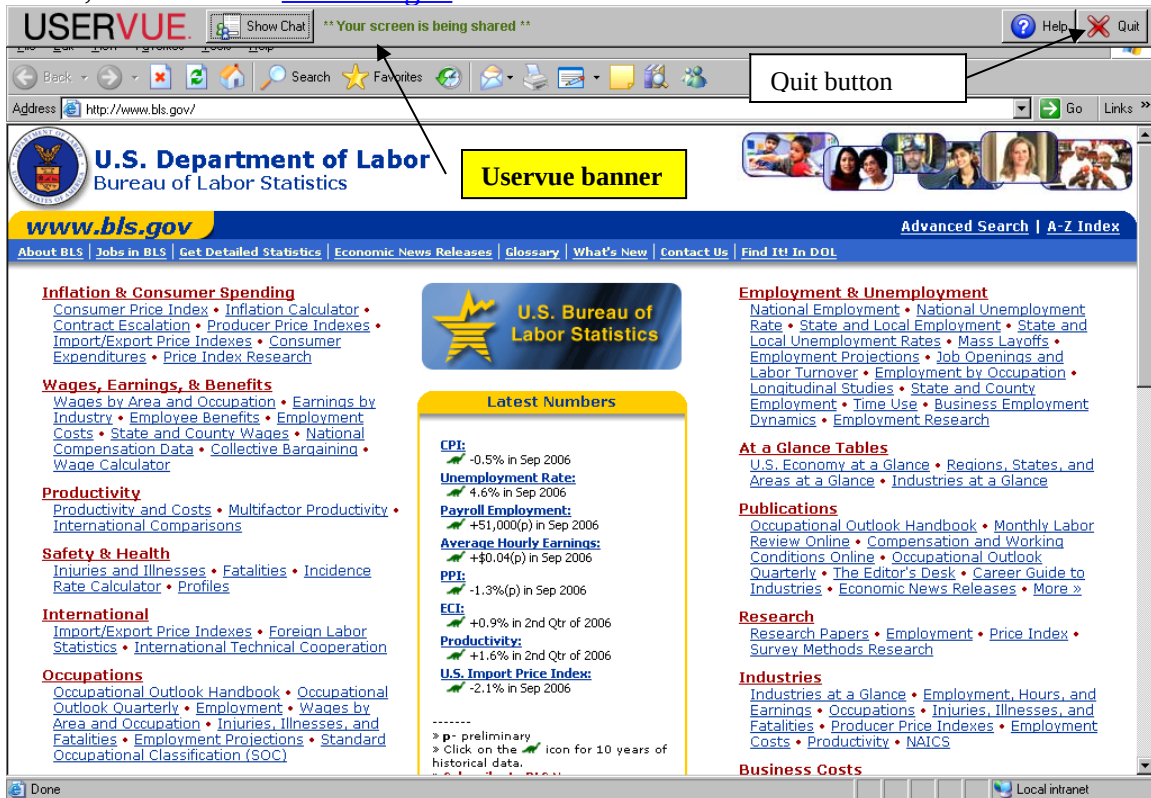 USERVUE. Show Chat ** Your screen is being shared ** Help Quit
Back Search Favorites
Quit button
Address http://www.bls.gov/ Go Links »
U.S. Department of Labor
Bureau of Labor Statistics
Uservue banner
www.bls.gov
Advanced Search | A-Z Index
About BLS | Jobs in BLS | Get Detailed Statistics | Economic News Releases | Glossary | What's New | Contact Us | Find It! In DOL
Inflation & Consumer Spending
Consumer Price Index • Inflation Calculator •
Contract Escalation • Producer Price Indexes •
Import/Export Price Indexes • Consumer
Expenditures • Price Index Research
Wages, Earnings, & Benefits
Wages by Area and Occupation • Earnings by
Industry • Employee Benefits • Employment
Costs • State and County Wages • National
Compensation Data • Collective Bargaining •
Wage Calculator
Productivity
Productivity and Costs • Multifactor Productivity •
International Comparisons
Safety & Health
Injuries and Illnesses • Fatalities • Incidence
Rate Calculator • Profiles
International
Import/Export Price Indexes • Foreign Labor
Statistics • International Technical Cooperation
Occupations
Occupational Outlook Handbook • Occupational
Outlook Quarterly • Employment • Wages by
Area and Occupation • Injuries, Illnesses, and
Fatalities • Employment Projections • Standard
Occupational Classification (SOC)
U.S. Bureau of
Labor Statistics
Latest Numbers
CPI:
-0.5% in Sep 2006
Unemployment Rate:
4.6% in Sep 2006
Payroll Employment:
+51,000(p) in Sep 2006
Average Hourly Earnings:
+$0.04(p) in Sep 2006
PPI:
-1.3%(p) in Sep 2006
ECI:
+0.9% in 2nd Qtr of 2006
Productivity:
+1.6% in 2nd Qtr of 2006
U.S. Import Price Index:
-2.1% in Sep 2006
-------
» p- preliminary
» Click on the icon for 10 years of
historical data.
Employment & Unemployment
National Employment • National Unemployment
Rate • State and Local Employment • State and
Local Unemployment Rates • Mass Layoffs •
Employment Projections • Job Openings and
Labor Turnover • Employment by Occupation •
Longitudinal Studies • State and County
Employment • Time Use • Business Employment
Dynamics • Employment Research
At a Glance Tables
U.S. Economy at a Glance • Regions, States, and
Areas at a Glance • Industries at a Glance
Publications
Occupational Outlook Handbook • Monthly Labor
Review Online • Compensation and Working
Conditions Online • Occupational Outlook
Quarterly • The Editor's Desk • Career Guide to
Industries • Economic News Releases • More »
Research
Research Papers • Employment • Price Index •
Survey Methods Research
Industries
Industries at a Glance • Employment, Hours, and
Earnings • Occupations • Injuries, Illnesses, and
Fatalities • Producer Price Indexes • Employment
Costs • Productivity • NAICS
Business Costs
Done Local intranet